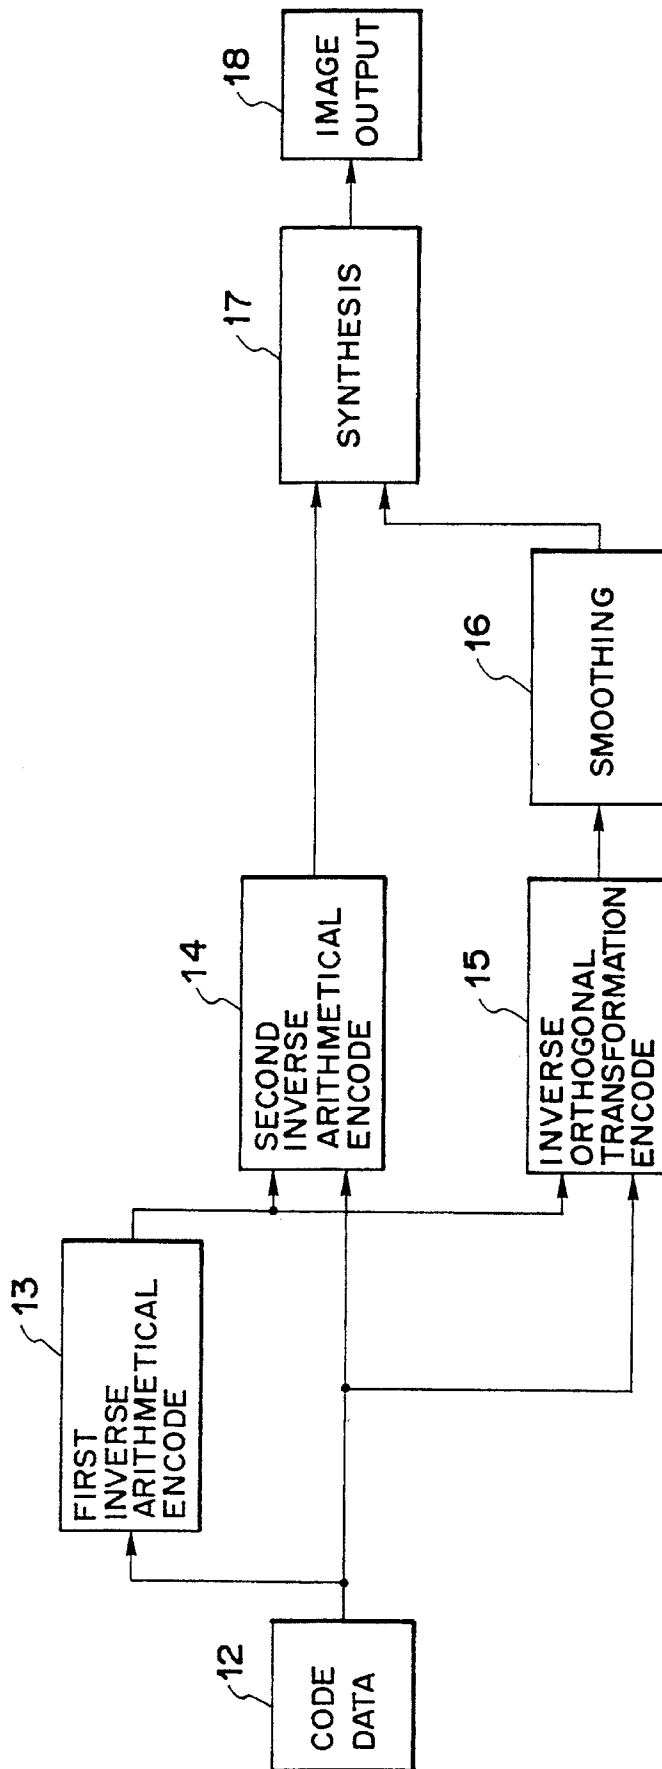 12
CODE
DATA
13
FIRST
INVERSE
ARITHMETICAL
ENCODE
14
SECOND
INVERSE
ARITHMETICAL
ENCODE
15
INVERSE
ORTHOGONAL
TRANSFORMATION
ENCODE
16
SMOOTHING
17
SYNTHESIS
18
IMAGE
OUTPUT